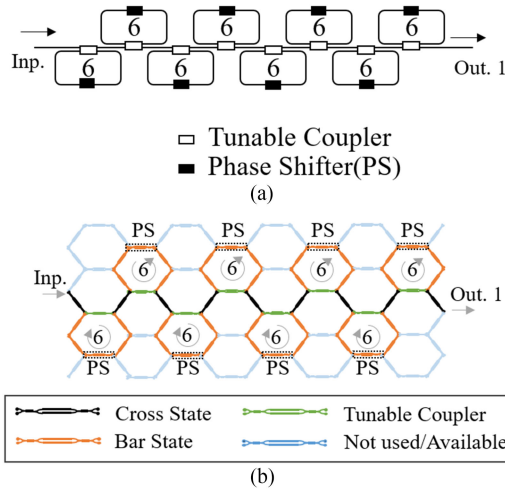 6 6 6 6
Inp. Out. 1
6 6 6 6
Tunable Coupler
Phase Shifter(PS)
(a)
PS PS PS PS
6 6 6 6
Inp. Out. 1
6 6 6 6
PS PS PS PS
Cross State Tunable Coupler
Bar State Not used/Available
(b)